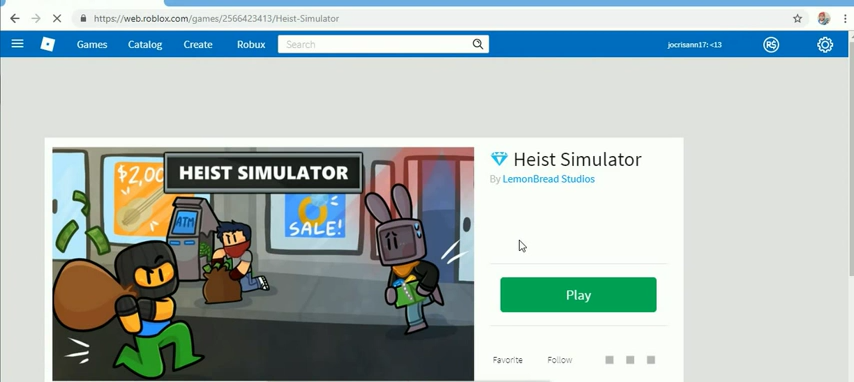 https://web.roblox.com/games/2566423413/Heist-Simulator
Games Catalog Create Robux Search jocrisann17: <13 R$
HEIST SIMULATOR
$2,00
ATM
SALE!
Heist Simulator
By LemonBread Studios
Play
Favorite Follow